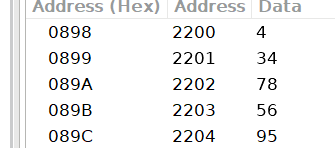 Address (Hex) Address Data
0898 2200 4
0899 2201 34
089A 2202 78
089B 2203 56
089C 2204 95